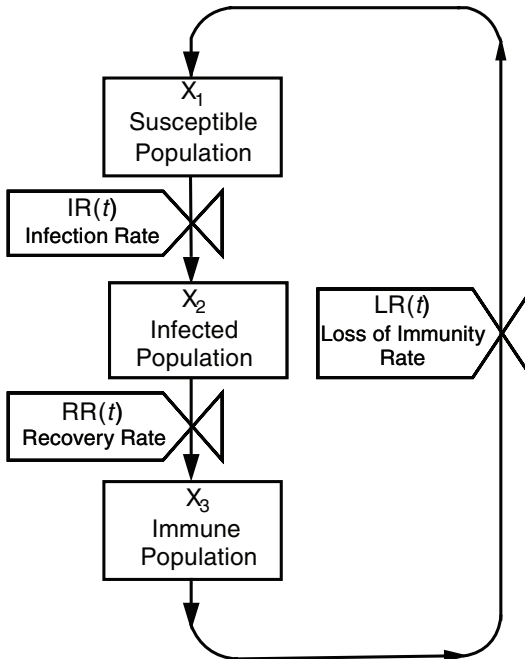 X1
Susceptible
Population
IR(t)
Infection Rate
X2
Infected
Population
LR(t)
Loss of Immunity
Rate
RR(t)
Recovery Rate
X3
Immune
Population